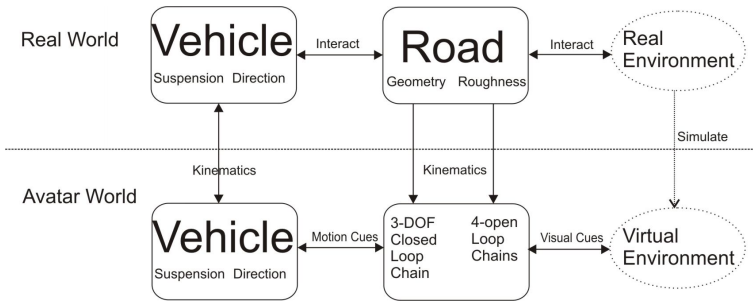 Real World
Vehicle
Suspension Direction
Interact
Road
Geometry Roughness
Interact
Real
Environment
Kinematics
Kinematics
Simulate
Avatar World
Vehicle
Suspension Direction
Motion Cues
3-DOF
Closed
Loop
Chain
4-open
Loop
Chains
Visual Cues
Virtual
Environment